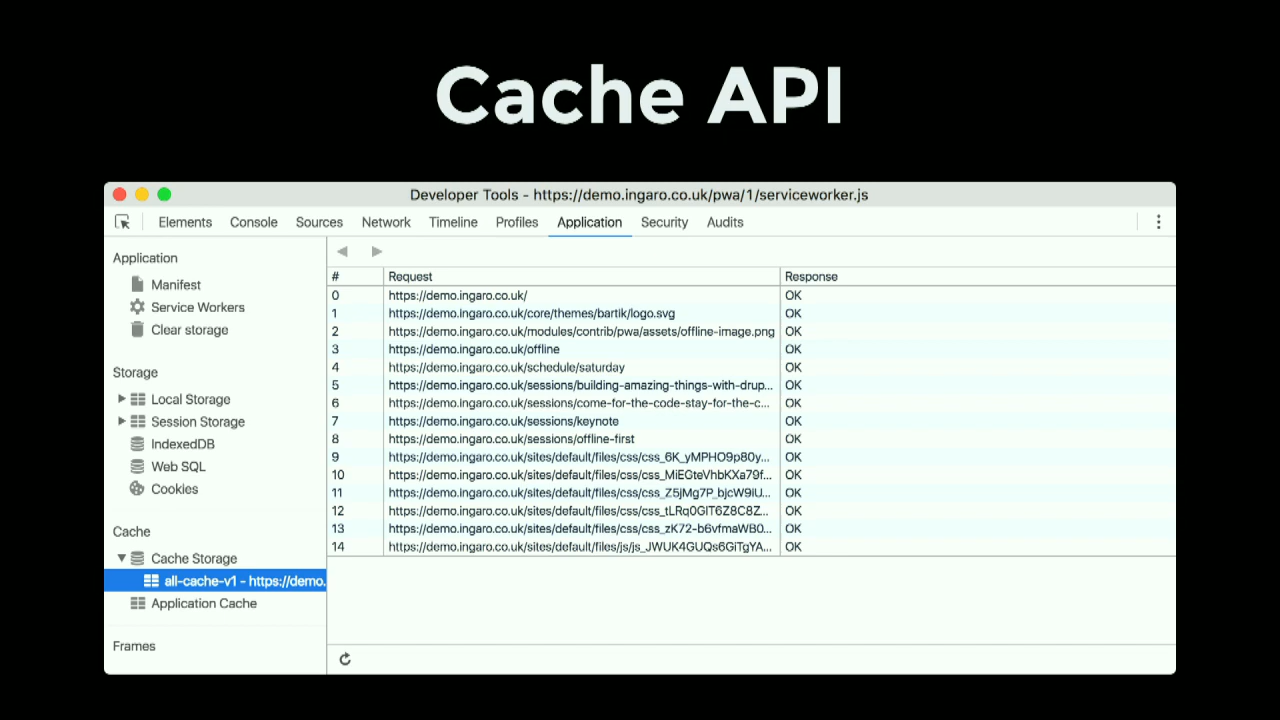 Cache API
Developer Tools - https://demo.ingaro.co.uk/pwa/1/serviceworker.js
Elements Console Sources Network Timeline Profiles Application Security Audits
Application
Manifest
Service Workers
Clear storage
Storage
Local Storage
Session Storage
IndexedDB
Web SQL
Cookies
Cache
Cache Storage
all-cache-v1 - https://demo.
Application Cache
Frames
# Request Response
0 https://demo.ingaro.co.uk/ OK
1 https://demo.ingaro.co.uk/core/themes/bartik/logo.svg OK
2 https://demo.ingaro.co.uk/modules/contrib/pwa/assets/offline-image.png OK
3 https://demo.ingaro.co.uk/offline OK
4 https://demo.ingaro.co.uk/schedule/saturday OK
5 https://demo.ingaro.co.uk/sessions/building-amazing-things-with-drup... OK
6 https://demo.ingaro.co.uk/sessions/come-for-the-code-stay-for-the-c... OK
7 https://demo.ingaro.co.uk/sessions/keynote OK
8 https://demo.ingaro.co.uk/sessions/offline-first OK
9 https://demo.ingaro.co.uk/sites/default/files/css/css_6K_yMPHO9p80y... OK
10 https://demo.ingaro.co.uk/sites/default/files/css/css_MiEGteVhbKXa79f... OK
11 https://demo.ingaro.co.uk/sites/default/files/css/css_Z5jMg7P_bjcW9iU... OK
12 https://demo.ingaro.co.uk/sites/default/files/css/css_tLRq0GIT6Z8C8Z... OK
13 https://demo.ingaro.co.uk/sites/default/files/css/css_zK72-b6vfmaWB0... OK
14 https://demo.ingaro.co.uk/sites/default/files/js/js_JWUK4GUQs6GiTgYA... OK